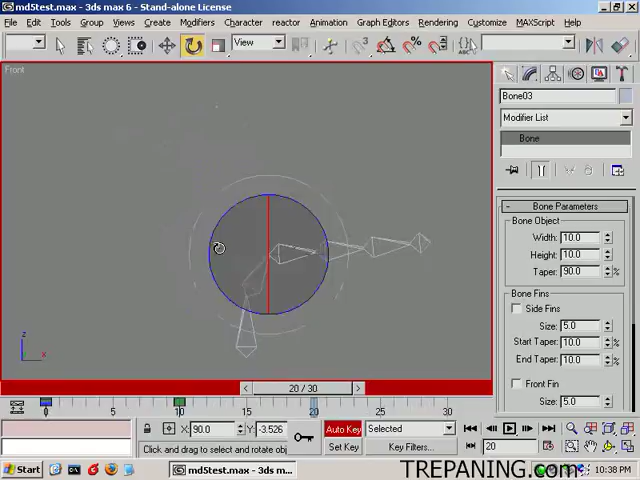 md5test.max - 3ds max 6 - Stand-alone License
File Edit Tools Group Views Create Modifiers Character reactor Animation Graph Editors Rendering Customize MAXScript Help
View
Front
Bone03
Modifier List
Bone
Bone Parameters
Bone Object
Width: 10.0
Height: 10.0
Taper: 90.0 %
Bone Fins
Side Fins
Size: 5.0
Start Taper: 10.0 %
End Taper: 10.0 %
Front Fin
Size: 5.0
z
x
20 / 30
0 5 10 15 20 25 30
X: 90.0 Y: -3.526 Auto Key Selected
Click and drag to select and rotate obj Set Key Key Filters... 20
TREPANING.com
Start md5test.max - 3ds m... 10:38 PM